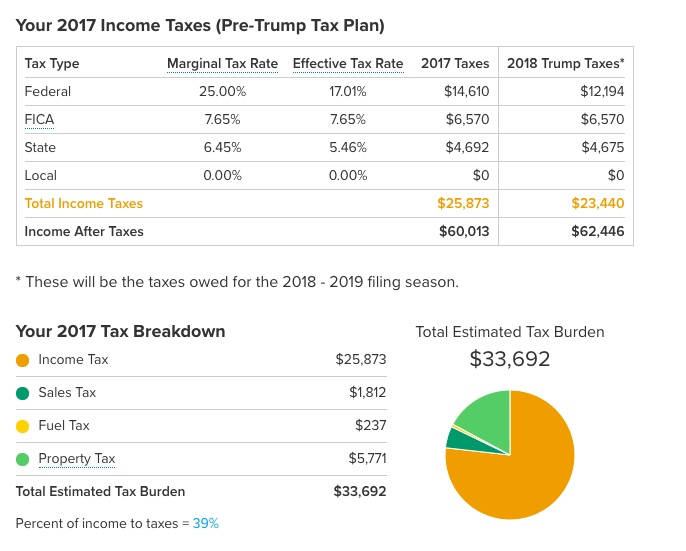 Your 2017 Income Taxes (Pre-Trump Tax Plan)
Tax Type Marginal Tax Rate Effective Tax Rate 2017 Taxes 2018 Trump Taxes*
Federal 25.00% 17.01% $14,610 $12,194
FICA 7.65% 7.65% $6,570 $6,570
State 6.45% 5.46% $4,692 $4,675
Local 0.00% 0.00% $0 $0
Total Income Taxes $25,873 $23,440
Income After Taxes $60,013 $62,446
* These will be the taxes owed for the 2018 - 2019 filing season.
Your 2017 Tax Breakdown
Income Tax $25,873
Sales Tax $1,812
Fuel Tax $237
Property Tax $5,771
Total Estimated Tax Burden $33,692
Percent of income to taxes = 39%
Total Estimated Tax Burden
$33,692